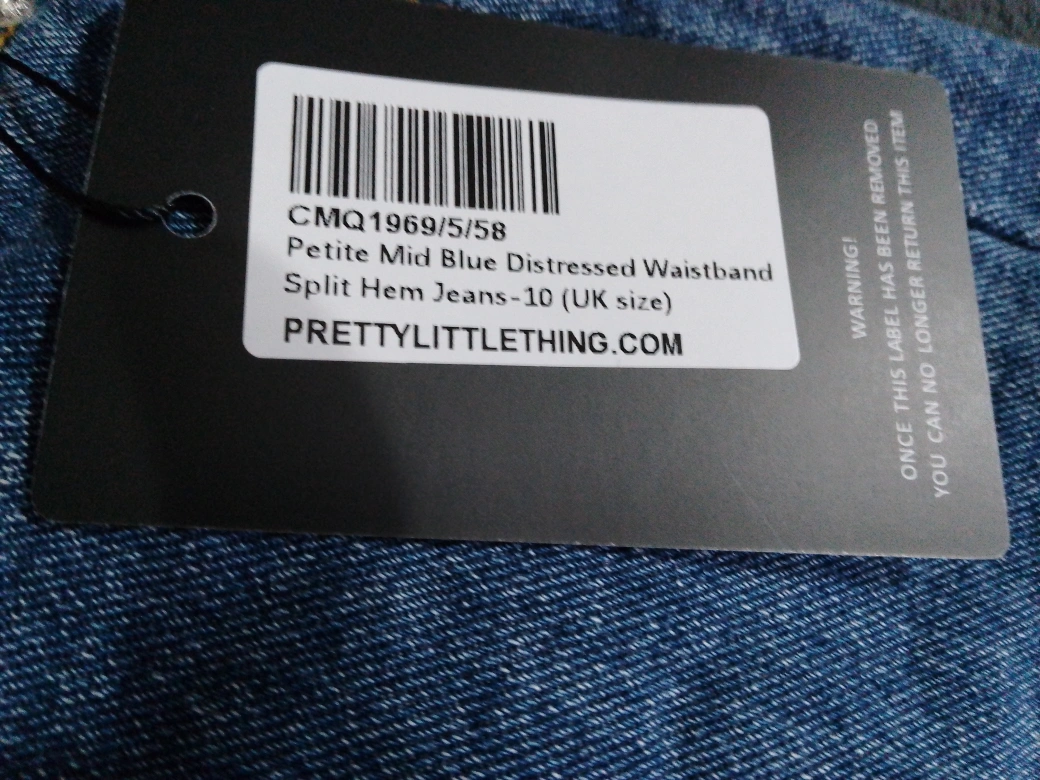 CMQ1969/5/58
Petite Mid Blue Distressed Waistband
Split Hem Jeans-10 (UK size)
PRETTYLITTLETHING.COM
WARNING!
ONCE THIS LABEL HAS BEEN REMOVED
YOU CAN NO LONGER RETURN THIS ITEM